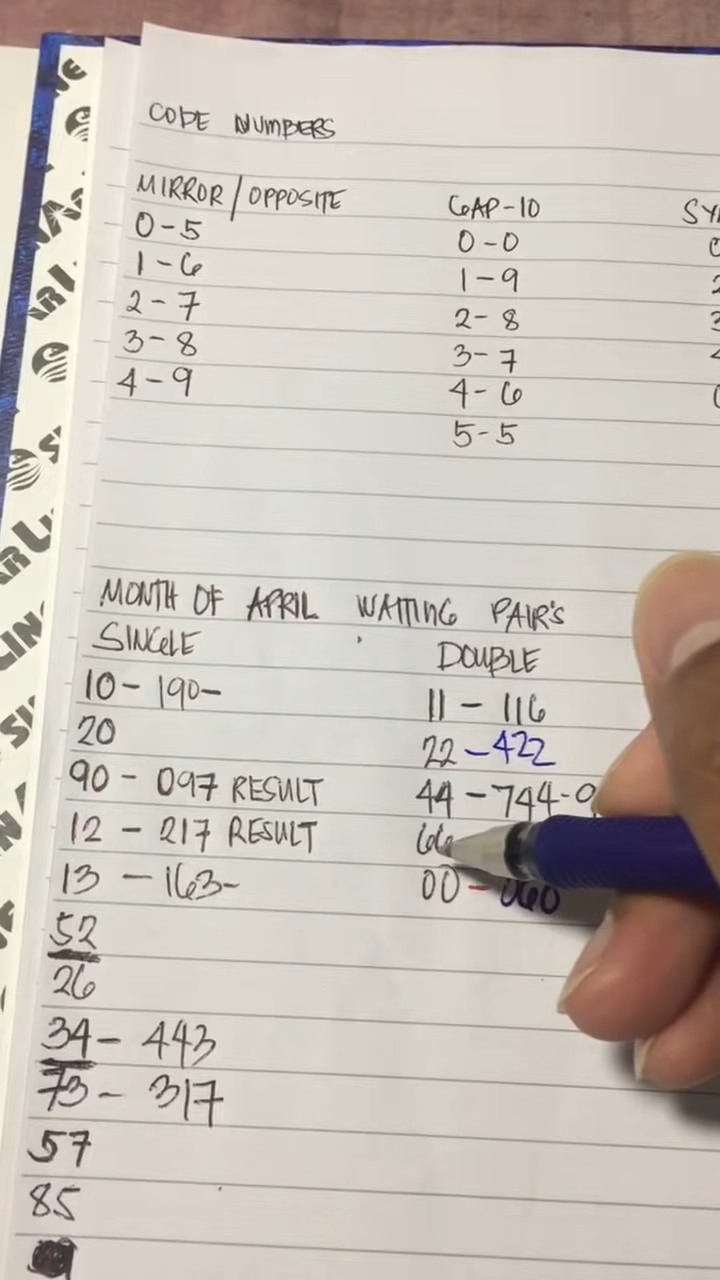 CODE NUMBERS
MIRROR/OPPOSITE GAP-10
0-5 0-0
1-6 1-9
2-7 2-8
3-8 3-7
4-9 4-6
5-5
MONTH OF APRIL WAITING PAIR'S
SINGLE DOUBLE
10 - 190- 11 - 116
20 22 - 422
90 - 097 RESULT 44 - 744-9
12 - 217 RESULT 66
13 - 163- 00 - 060
52
26
34 - 443
73 - 317
57
85